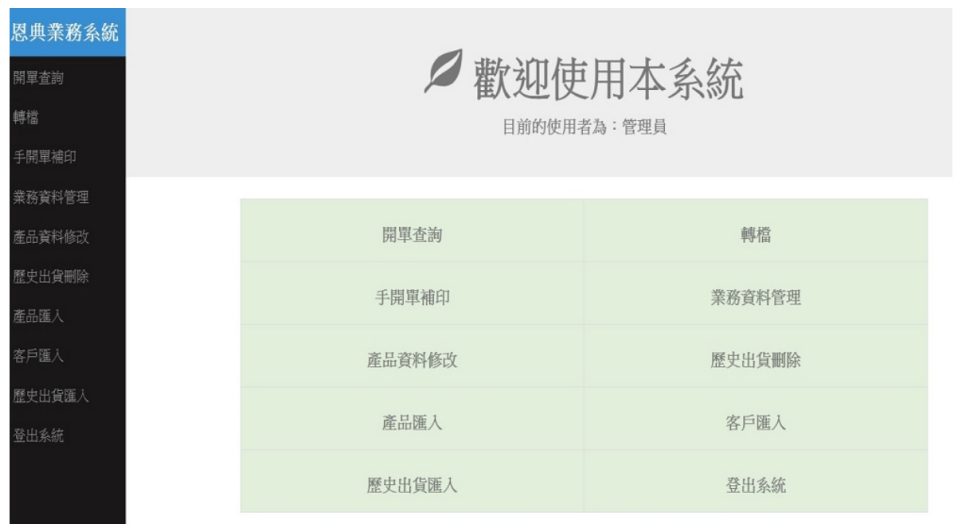 恩典業務系統
開單查詢
轉檔
手開單補印
業務資料管理
產品資料修改
歷史出貨刪除
產品匯入
客戶匯入
歷史出貨匯入
登出系統
歡迎使用本系統
目前的使用者為：管理員
開單查詢 轉檔
手開單補印 業務資料管理
產品資料修改 歷史出貨刪除
產品匯入 客戶匯入
歷史出貨匯入 登出系統